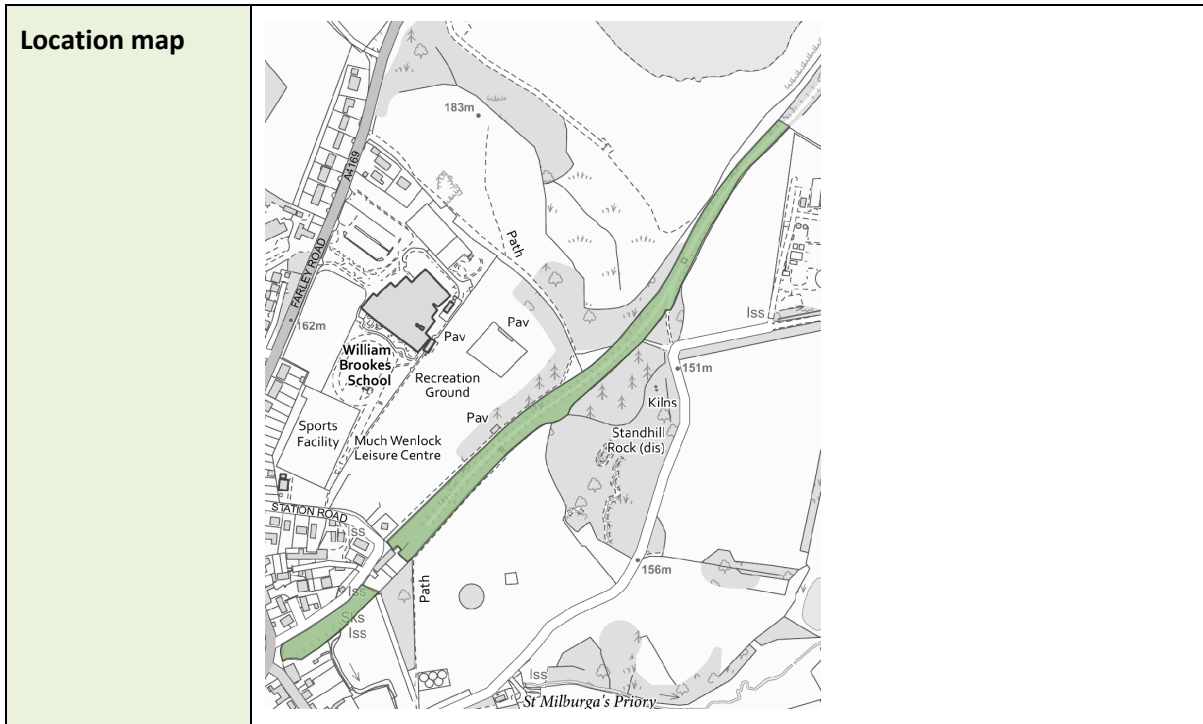 Location map
183m
A4169
FARLEY ROAD
Path
162m
Pav
Pav
William
Brookes
School
Recreation
Ground
Iss
151m
Kilns
Pav
Sports
Facility
Much Wenlock
Leisure Centre
Standhill
Rock (dis)
STATION ROAD
Iss
156m
Path
Iss
Sks
Iss
Iss
St Milburga's Priory